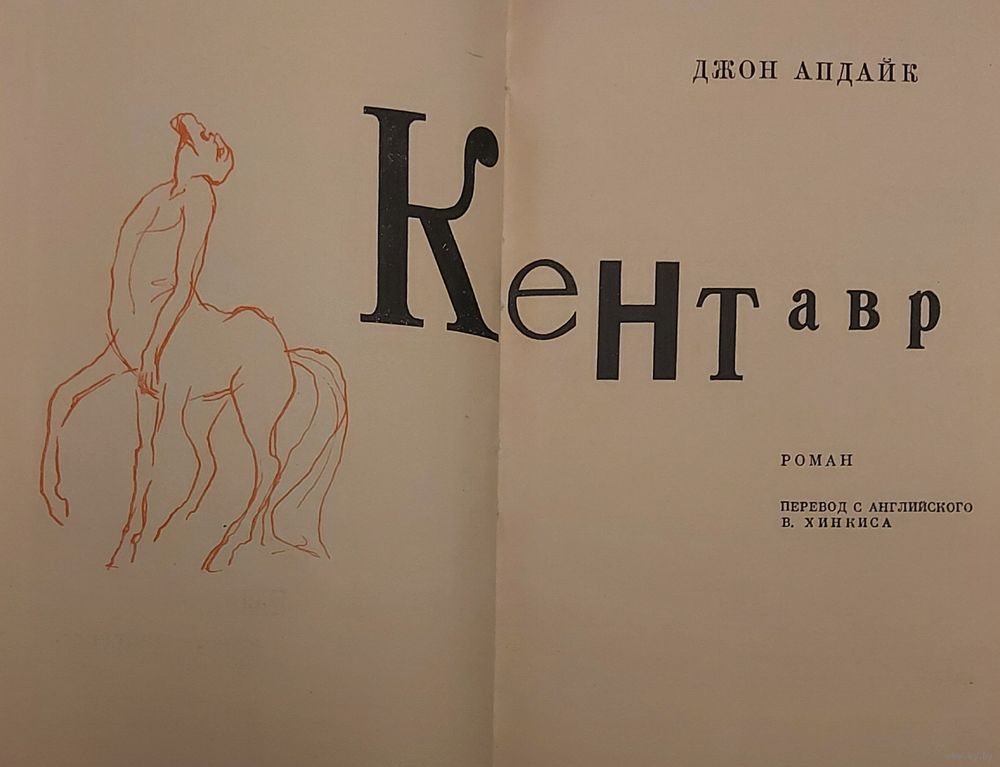 ДЖОН АПДАЙК
Кентавр
РОМАН
ПЕРЕВОД С АНГЛИЙСКОГО
В. ХИНКИСА